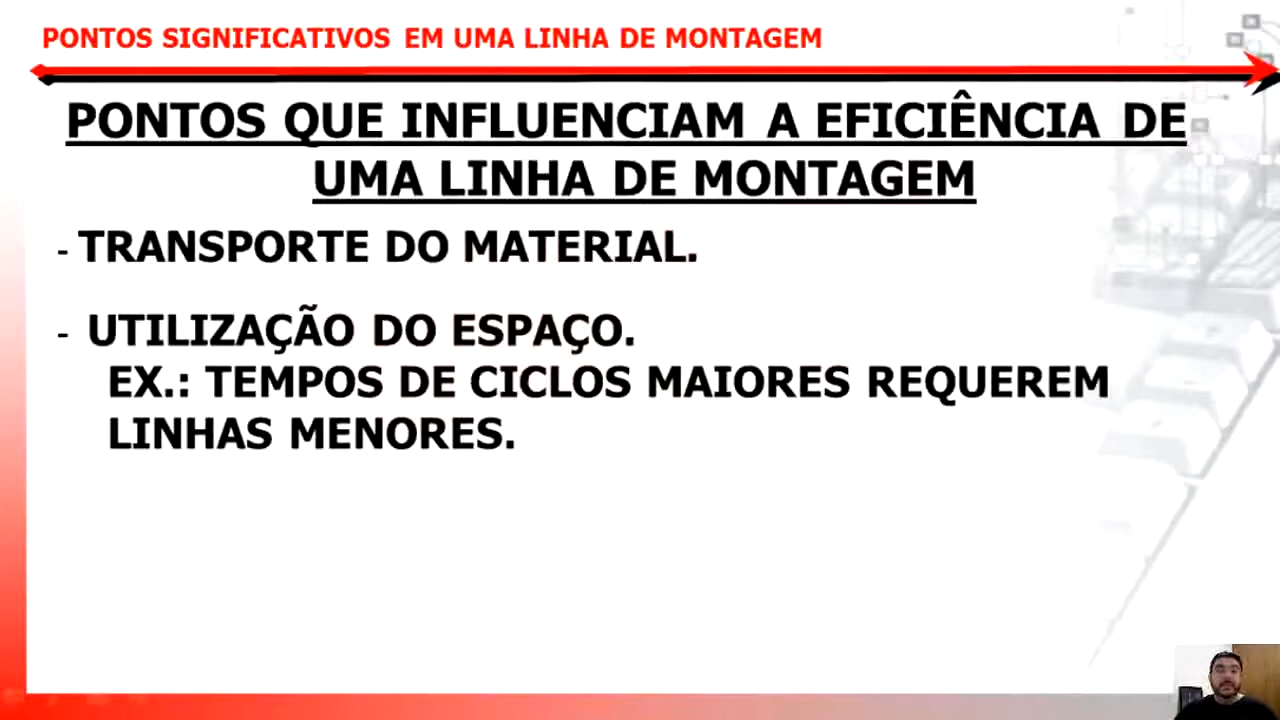 PONTOS SIGNIFICATIVOS EM UMA LINHA DE MONTAGEM
PONTOS QUE INFLUENCIAM A EFICIÊNCIA DE
UMA LINHA DE MONTAGEM
- TRANSPORTE DO MATERIAL.
- UTILIZAÇÃO DO ESPAÇO.
EX.: TEMPOS DE CICLOS MAIORES REQUEREM
LINHAS MENORES.